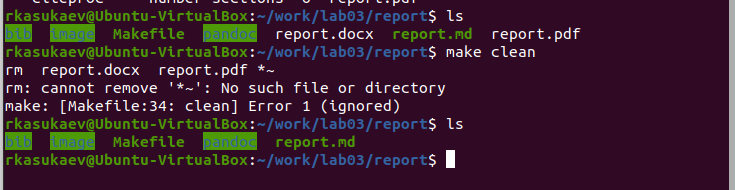 rkasukaev@Ubuntu-VirtualBox:~/work/lab03/report$ ls
bib  image  Makefile  pandoc  report.docx  report.md  report.pdf
rkasukaev@Ubuntu-VirtualBox:~/work/lab03/report$ make clean
rm  report.docx  report.pdf *~
rm: cannot remove '*~': No such file or directory
make: [Makefile:34: clean] Error 1 (ignored)
rkasukaev@Ubuntu-VirtualBox:~/work/lab03/report$ ls
bib  image  Makefile  pandoc  report.md
rkasukaev@Ubuntu-VirtualBox:~/work/lab03/report$